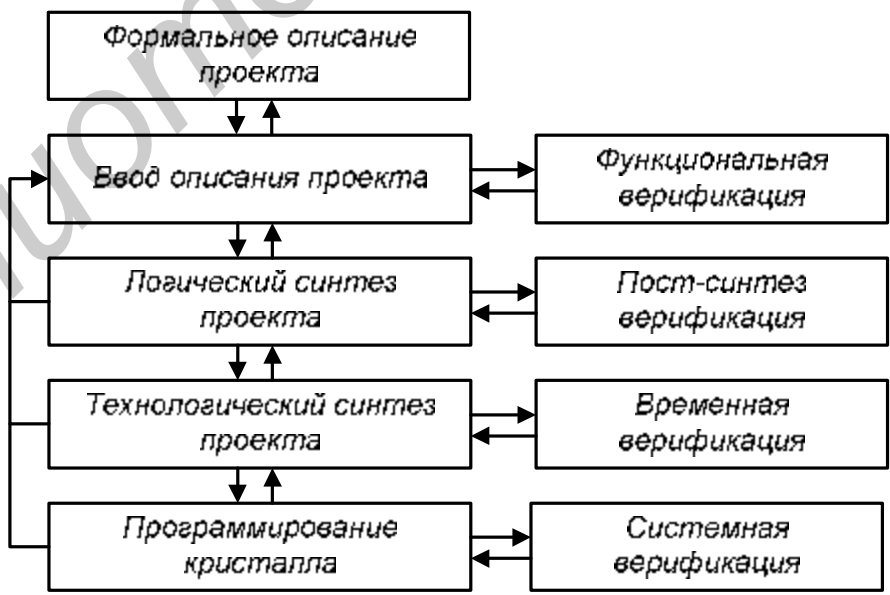 Формальное описание
проекта
Ввод описания проекта
Функциональная
верификация
Логический синтез
проекта
Пост-синтез
верификация
Технологический синтез
проекта
Временная
верификация
Программирование
кристалла
Системная
верификация